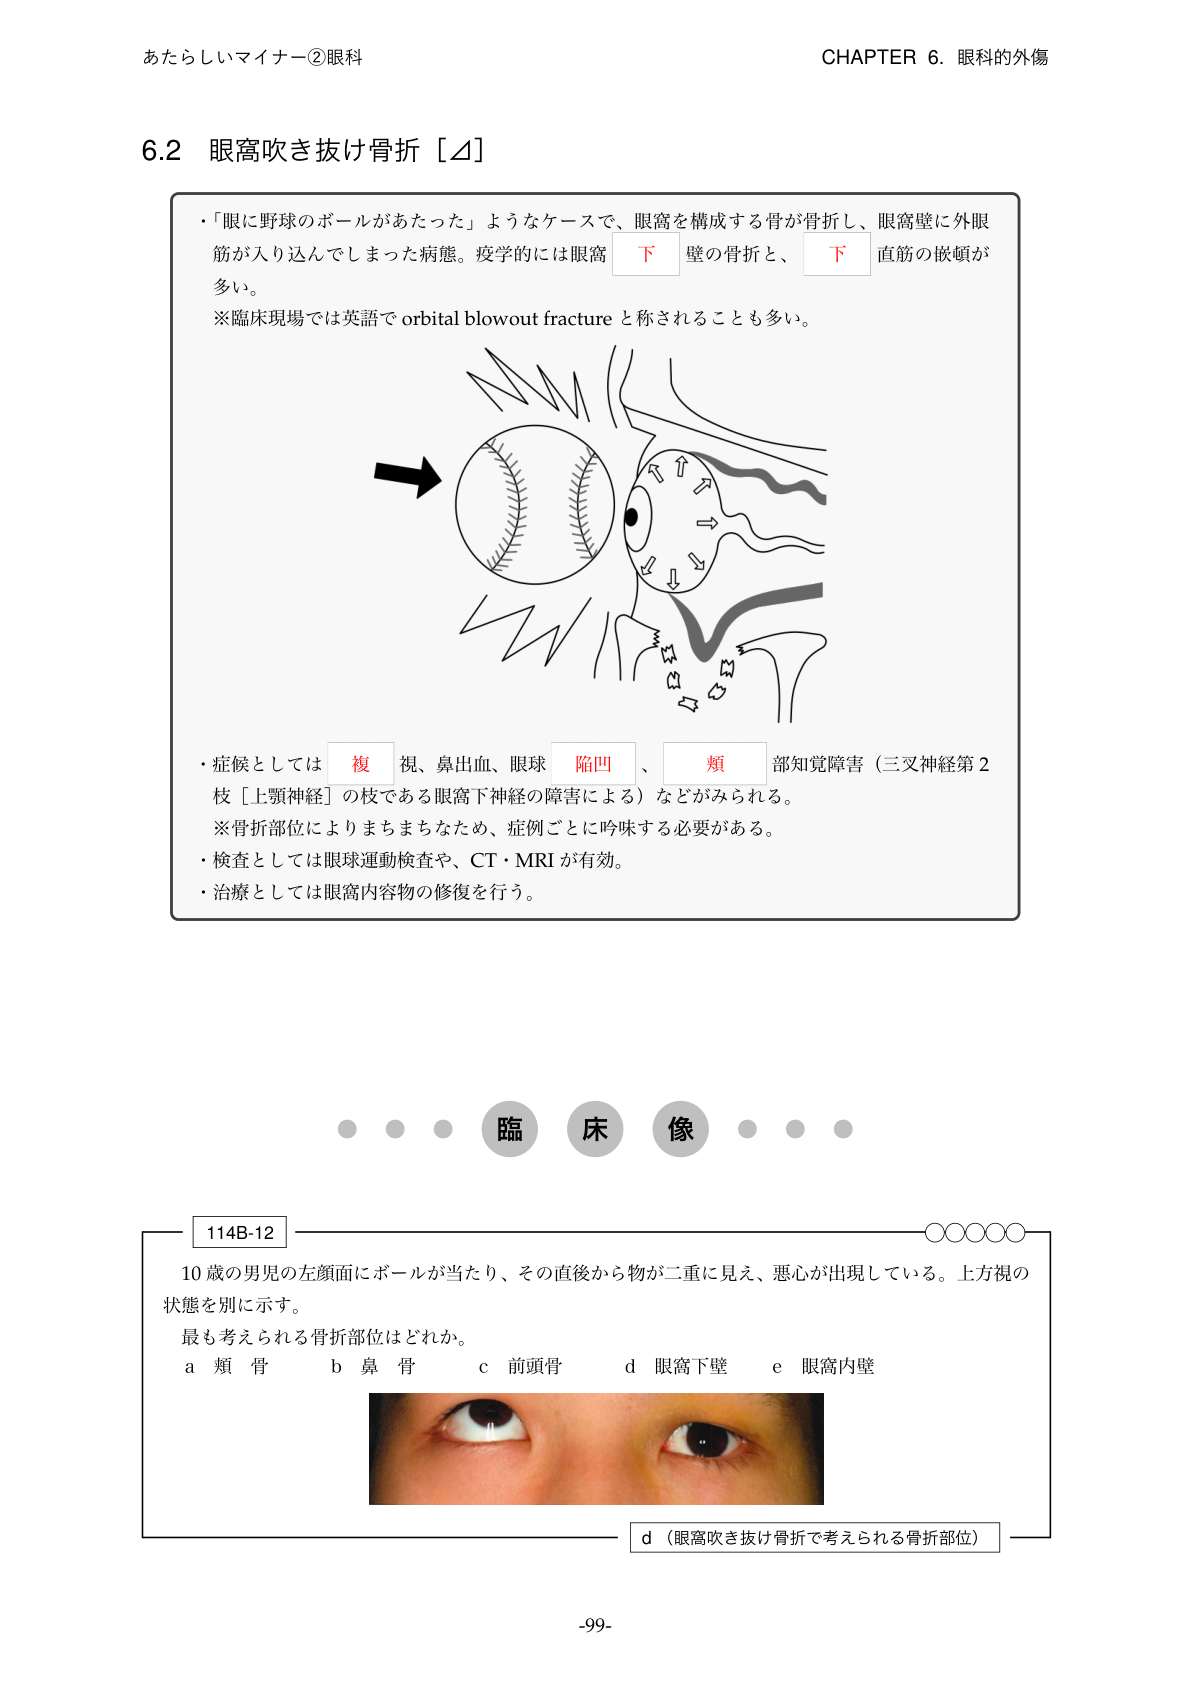 あたらしいマイナー②眼科
CHAPTER 6. 眼科的外傷
6.2 眼窩吹き抜け骨折［⊿］
・「眼に野球のボールがあたった」ようなケースで、眼窩を構成する骨が骨折し、眼窩壁に外眼
筋が入り込んでしまった病態。疫学的には眼窩 下 壁の骨折と、 下 直筋の嵌頓が
多い。
※臨床現場では英語で orbital blowout fracture と称されることも多い。
・症候としては 複 視、鼻出血、眼球 陥凹 、 頬 部知覚障害（三叉神経第 2
枝［上顎神経］の枝である眼窩下神経の障害による）などがみられる。
※骨折部位によりまちまちなため、症例ごとに吟味する必要がある。
・検査としては眼球運動検査や、CT・MRI が有効。
・治療としては眼窩内容物の修復を行う。
臨 床 像
114B-12
10 歳の男児の左顔面にボールが当たり、その直後から物が二重に見え、悪心が出現している。上方視の
状態を別に示す。
最も考えられる骨折部位はどれか。
a 頬 骨 b 鼻 骨 c 前頭骨 d 眼窩下壁 e 眼窩内壁
d （眼窩吹き抜け骨折で考えられる骨折部位）
-99-